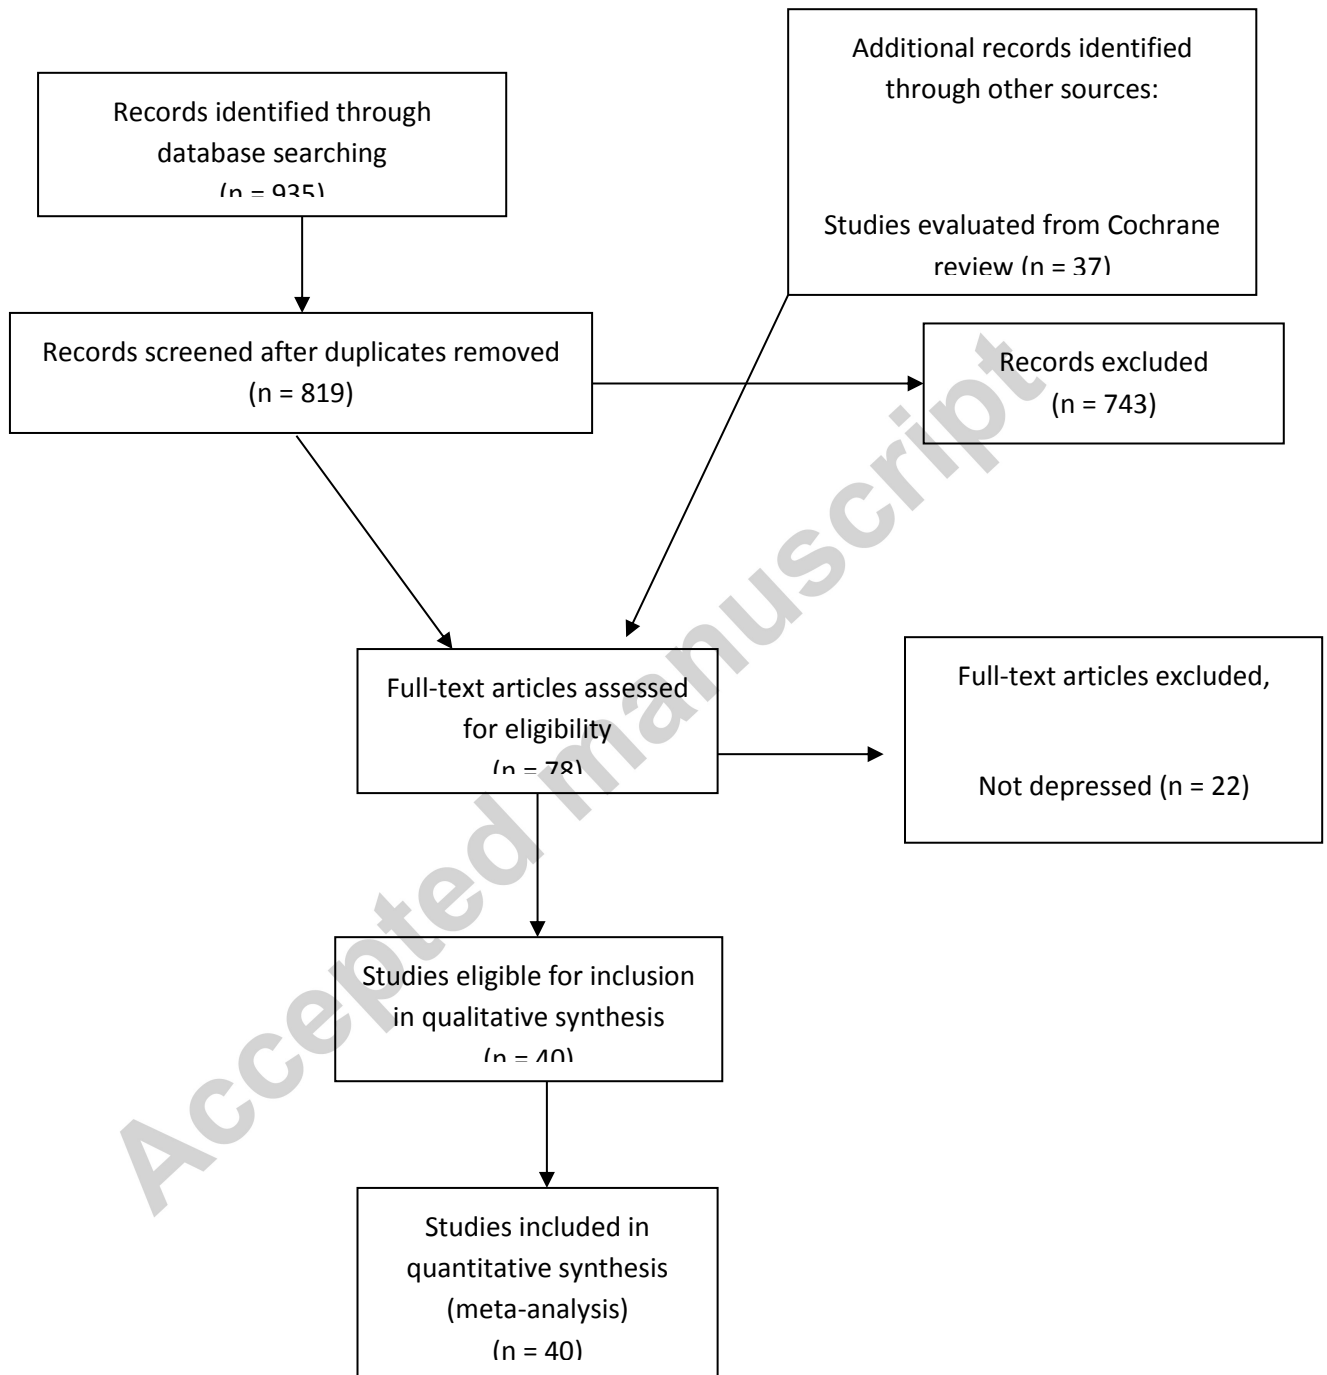 Records identified through
database searching
(n = 935)
Additional records identified
through other sources:
Studies evaluated from Cochrane
review (n = 37)
Records screened after duplicates removed
(n = 819)
Records excluded
(n = 743)
Full-text articles assessed
for eligibility
(n = 78)
Full-text articles excluded,
Not depressed (n = 22)
Studies eligible for inclusion
in qualitative synthesis
(n = 40)
Studies included in
quantitative synthesis
(meta-analysis)
(n = 40)
Accepted manuscript